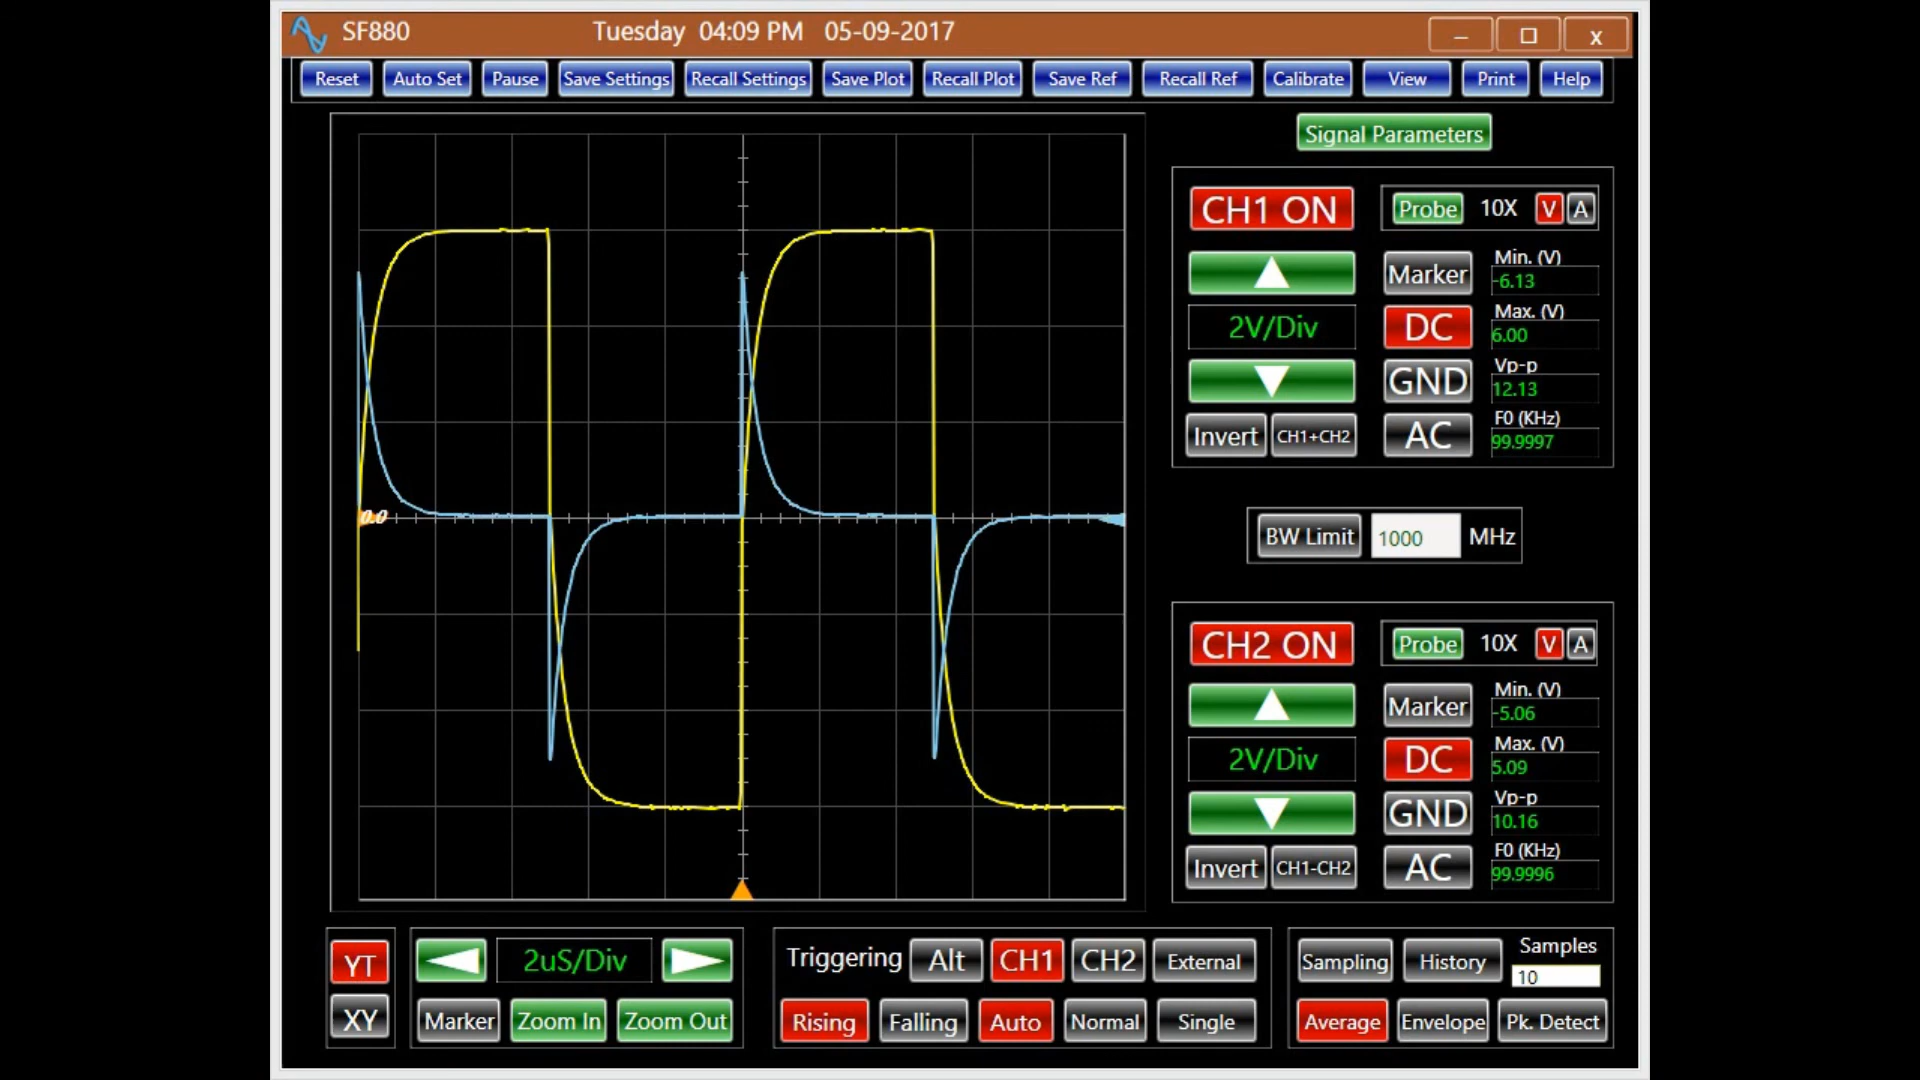 SF880 Tuesday 04:09 PM 05-09-2017 – □ x
Reset Auto Set Pause Save Settings Recall Settings Save Plot Recall Plot Save Ref Recall Ref Calibrate View Print Help
Signal Parameters
CH1 ON Probe 10X V A
Marker Min. (V)
-6.13
2V/Div DC Max. (V)
6.00
GND Vp-p
12.13
Invert CH1+CH2 AC F0 (KHz)
99.9997
0.0
BW Limit 1000 MHz
CH2 ON Probe 10X V A
Marker Min. (V)
-5.06
2V/Div DC Max. (V)
5.09
GND Vp-p
10.16
Invert CH1-CH2 AC F0 (KHz)
99.9996
YT 2uS/Div
XY Marker Zoom In Zoom Out
Triggering Alt CH1 CH2 External
Rising Falling Auto Normal Single
Sampling History Samples
10
Average Envelope Pk. Detect